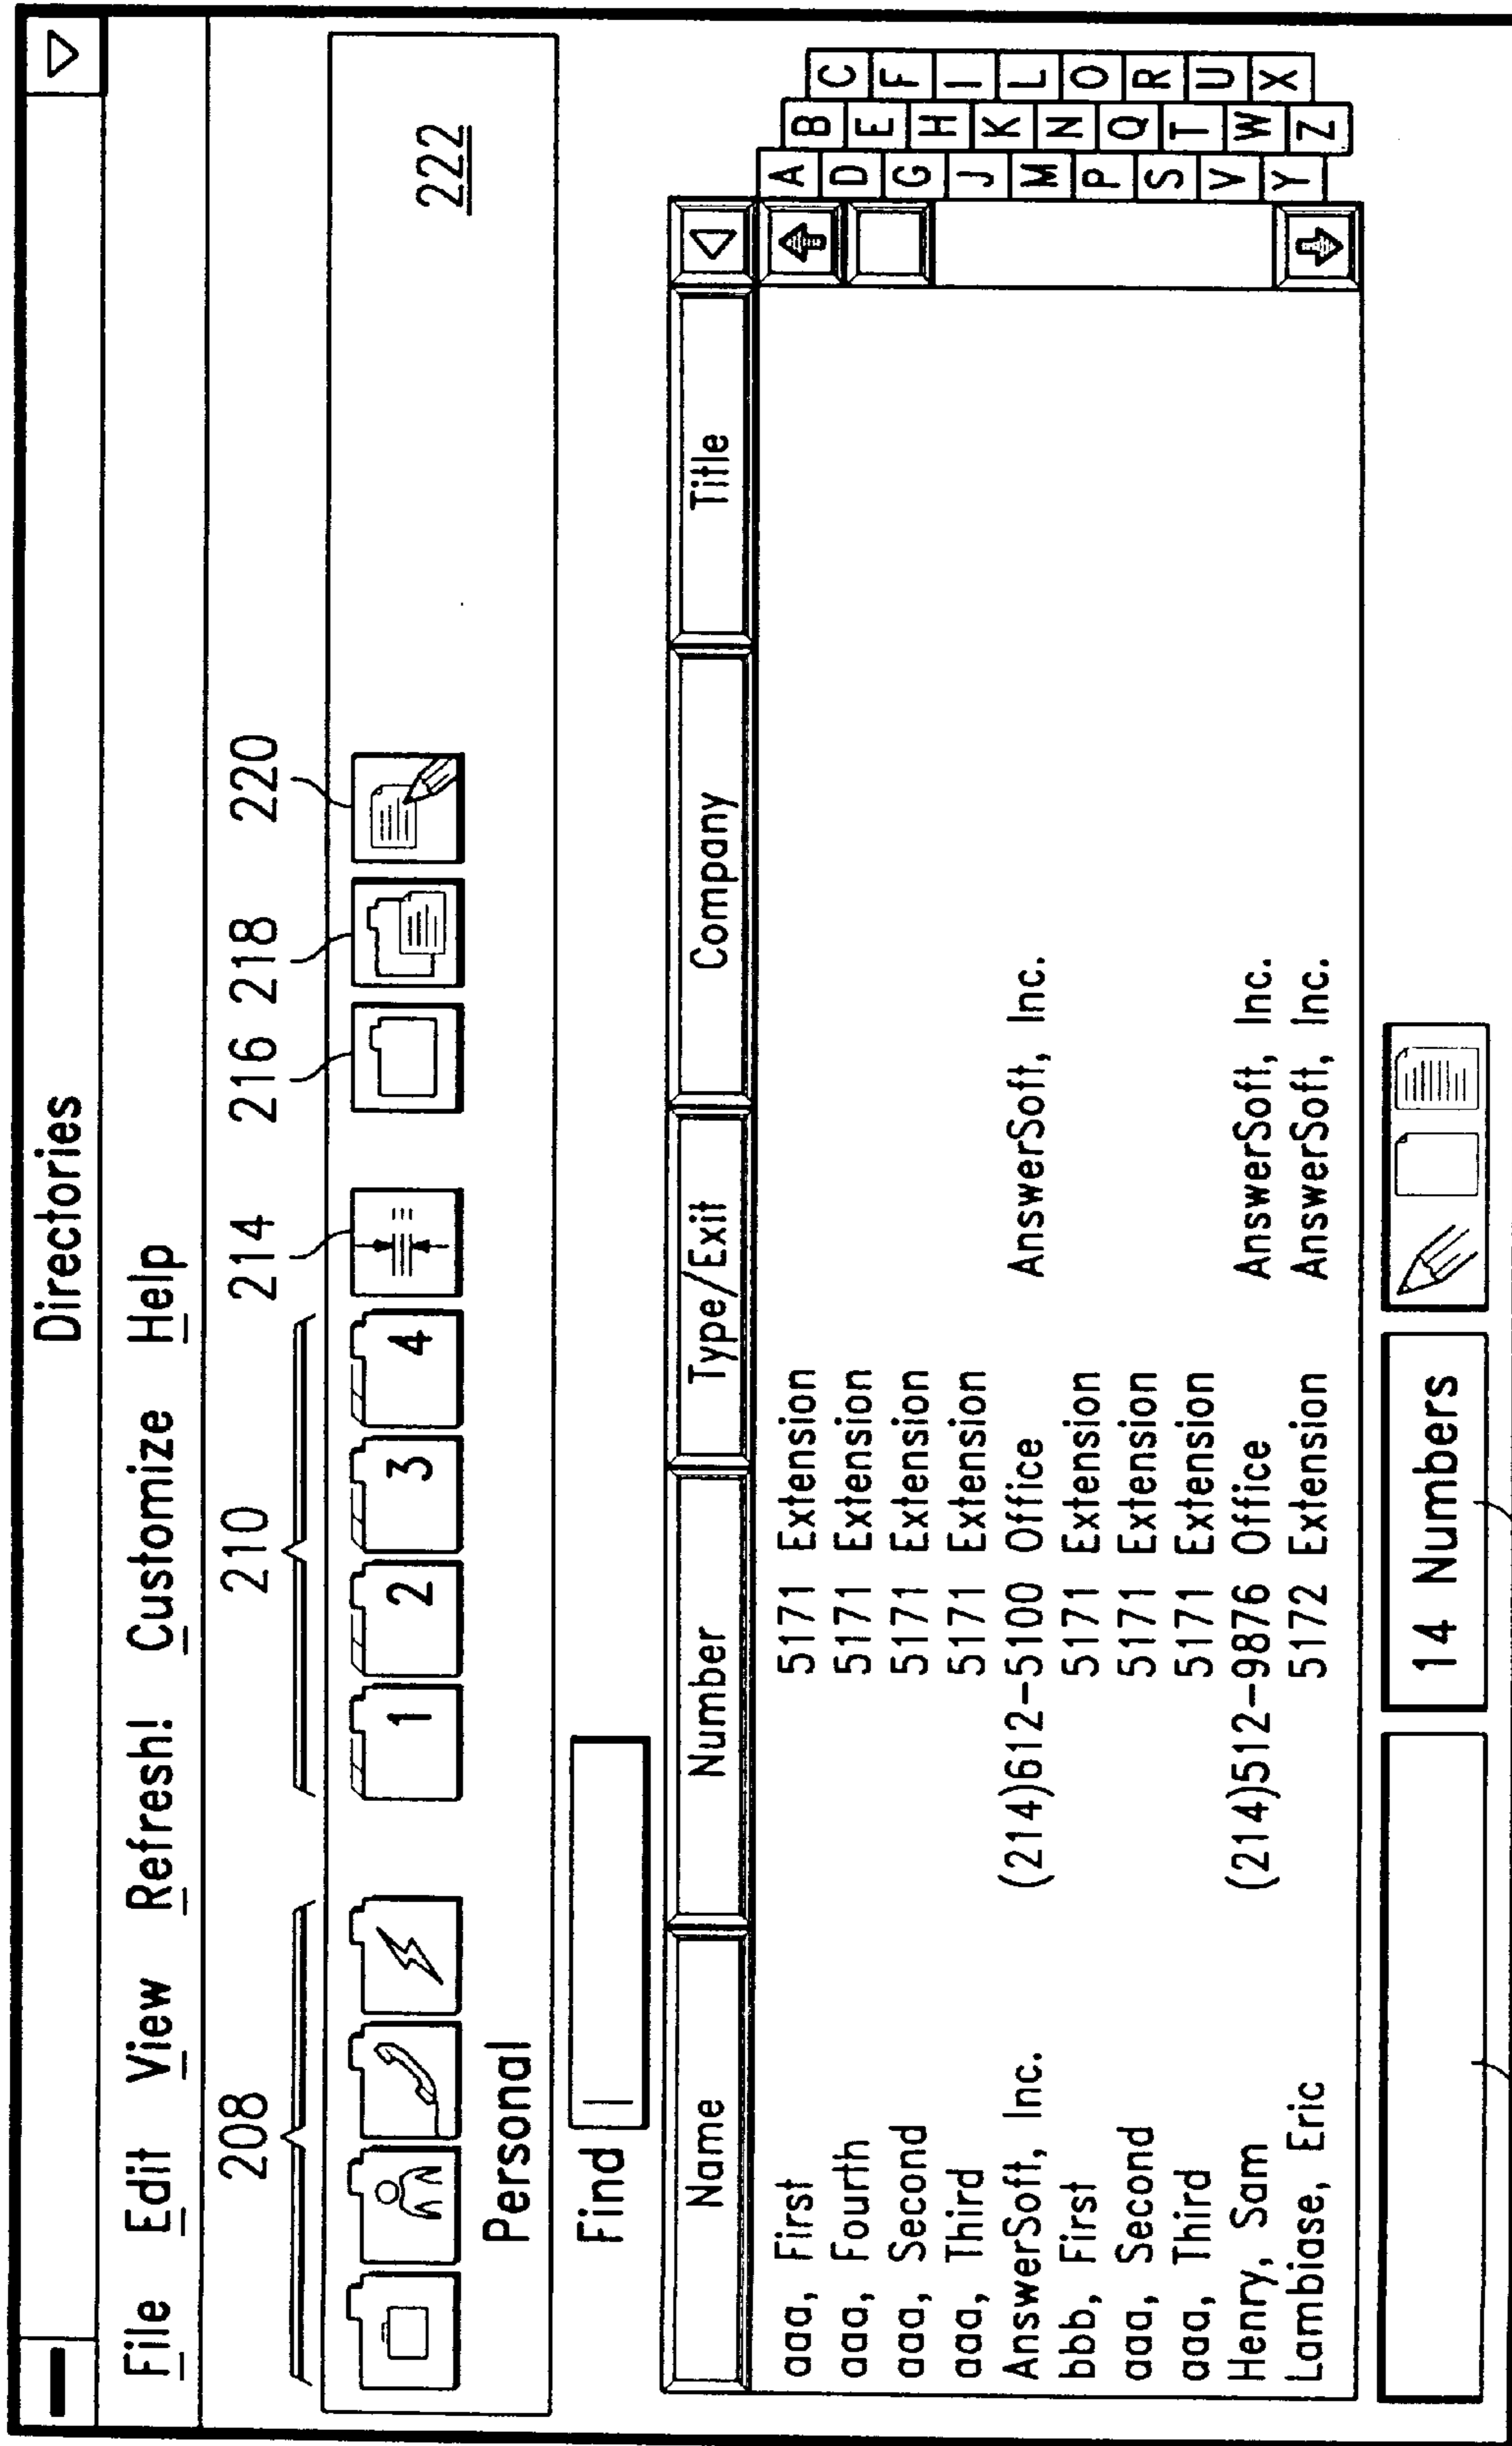 Directories
File Edit View Refresh! Customize Help
208 210 214 216 218 220
1 2 3 4
222
Personal
Find
Name Number Type/Exit Company Title
aaa, First 5171 Extension
aaa, Fourth 5171 Extension
aaa, Second 5171 Extension
aaa, Third 5171 Extension
AnswerSoft, Inc. (214)612-5100 Office AnswerSoft, Inc.
bbb, First 5171 Extension
aaa, Second 5171 Extension
aaa, Third 5171 Extension
Henry, Sam (214)512-9876 Office AnswerSoft, Inc.
Lambiase, Eric 5172 Extension AnswerSoft, Inc.
A B C
D E F
G H I
J K L
M N O
P Q R
S T U
V W X
Y Z
14 Numbers